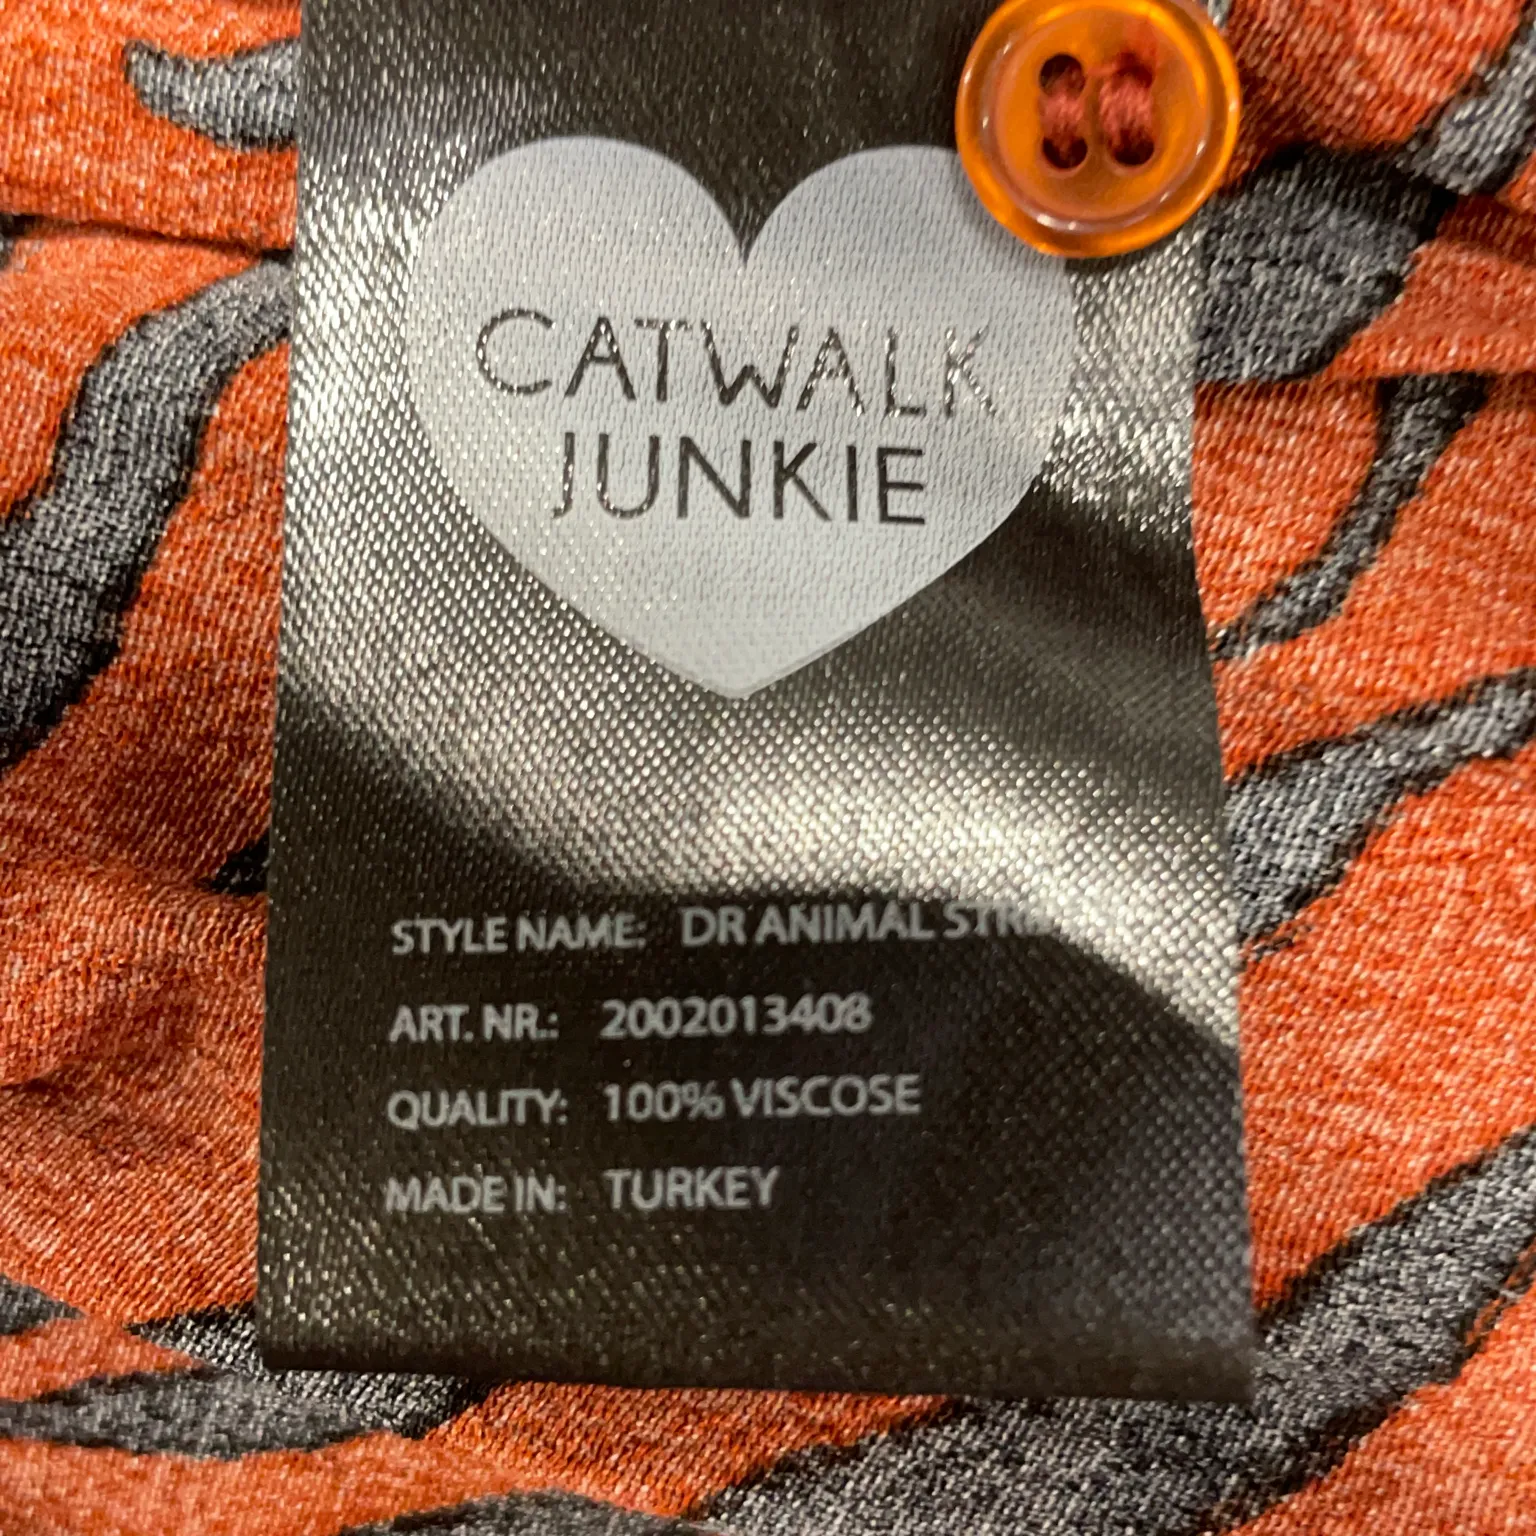 CATWALK
JUNKIE
STYLE NAME: DR ANIMAL
ART. NR.: 2002013408
QUALITY: 100% VISCOSE
MADE IN: TURKEY